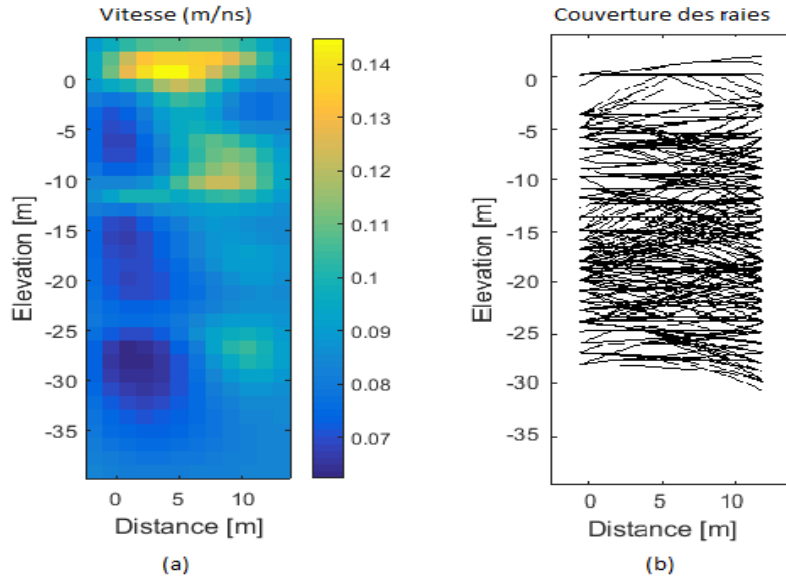 Vitesse (m/ns)
Couverture des raies
0
-5
-10
-15
-20
-25
-30
-35
Elevation [m]
0 5 10
Distance [m]
(a)
0.14
0.13
0.12
0.11
0.1
0.09
0.08
0.07
0
-5
-10
-15
-20
-25
-30
-35
Elevation [m]
0 5 10
Distance [m]
(b)